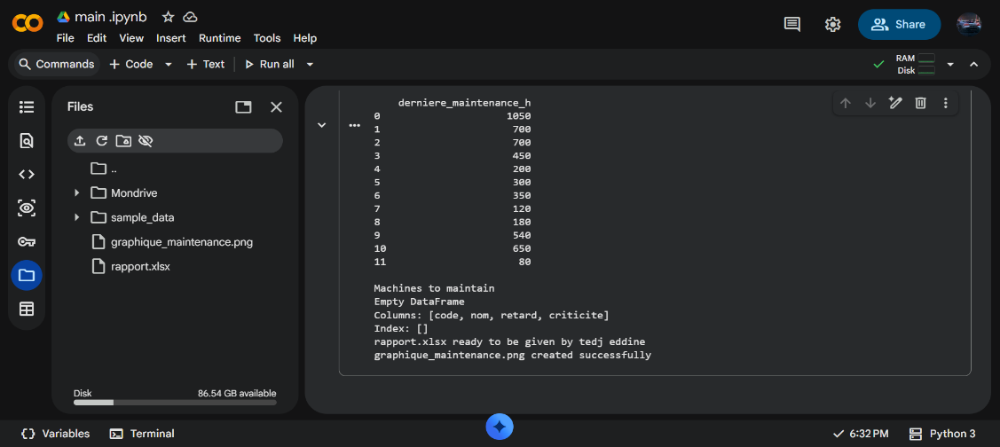 main .ipynb
File Edit View Insert Runtime Tools Help
Share
Commands + Code + Text Run all
RAM
Disk
Files
..
Mondrive
sample_data
graphique_maintenance.png
rapport.xlsx
Disk 86.54 GB available
derniere_maintenance_h
0 1050
1 700
2 700
3 450
4 200
5 300
6 350
7 120
8 180
9 540
10 650
11 80
Machines to maintain
Empty DataFrame
Columns: [code, nom, retard, criticite]
Index: []
rapport.xlsx ready to be given by tedj eddine
graphique_maintenance.png created successfully
Variables Terminal
6:32 PM Python 3